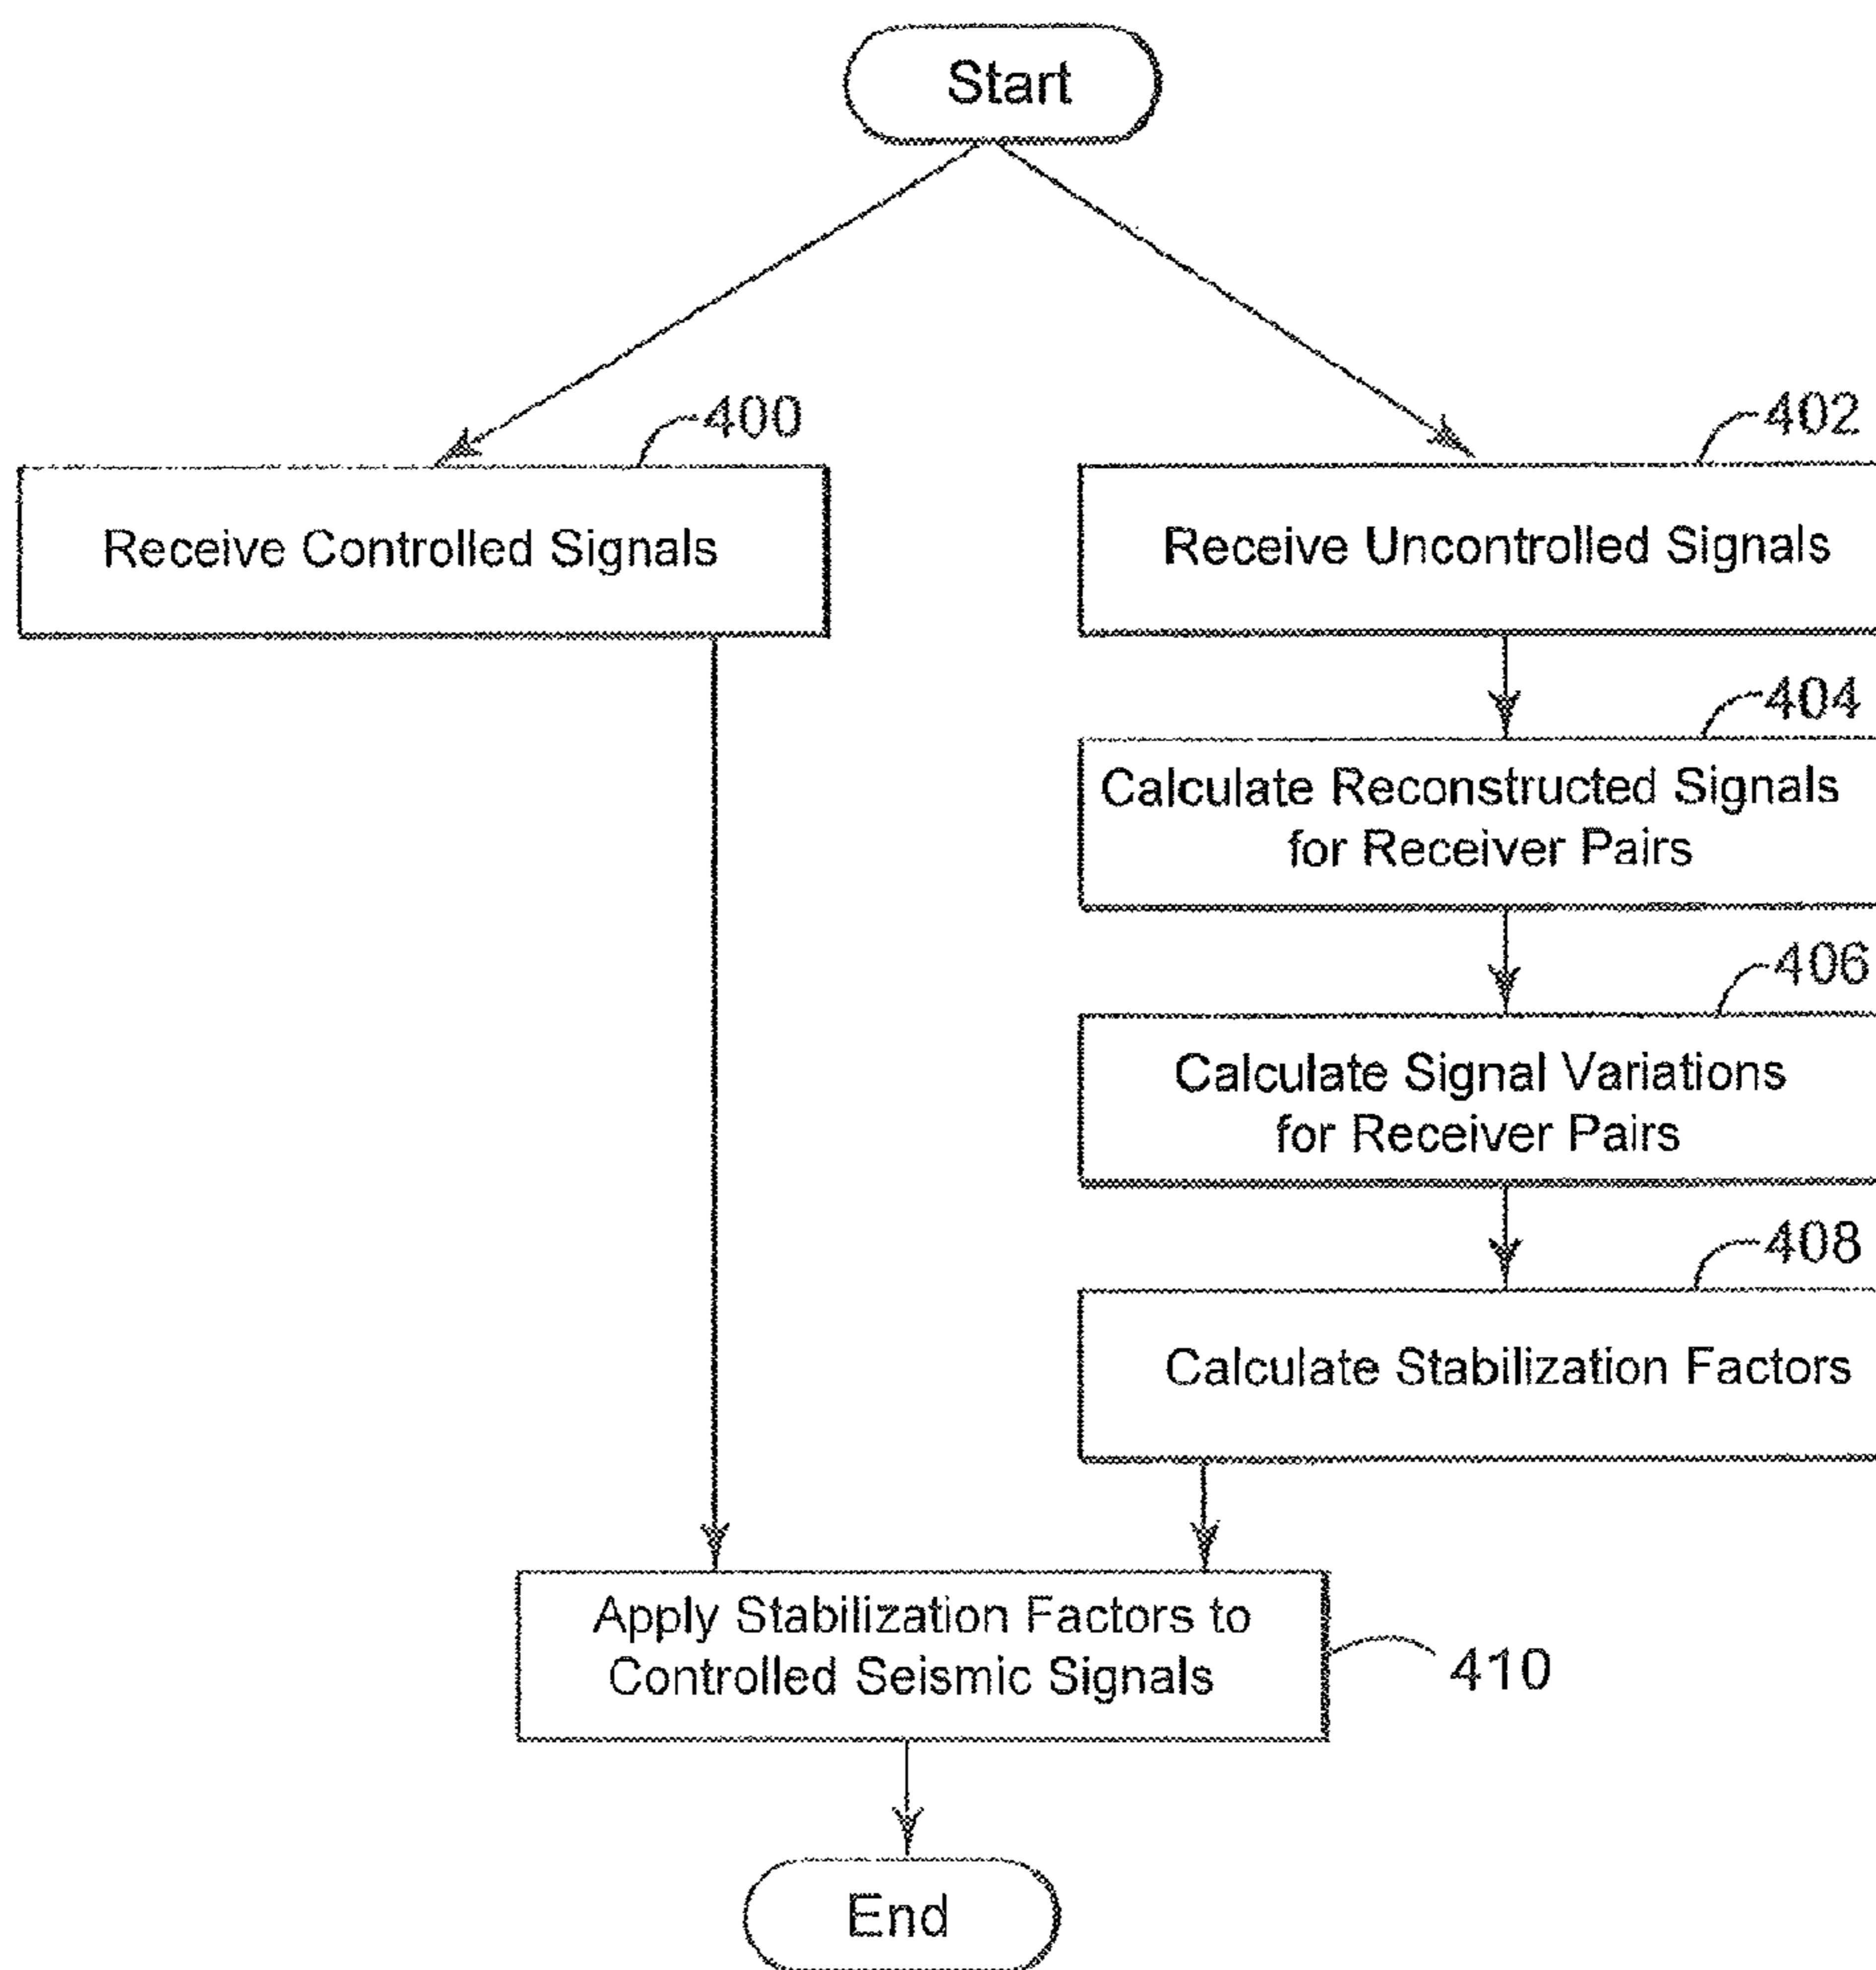 Start
400
402
Receive Controlled Signals
Receive Uncontrolled Signals
404
Calculate Reconstructed Signals
for Receiver Pairs
406
Calculate Signal Variations
for Receiver Pairs
408
Calculate Stabilization Factors
Apply Stabilization Factors to
Controlled Seismic Signals
410
End